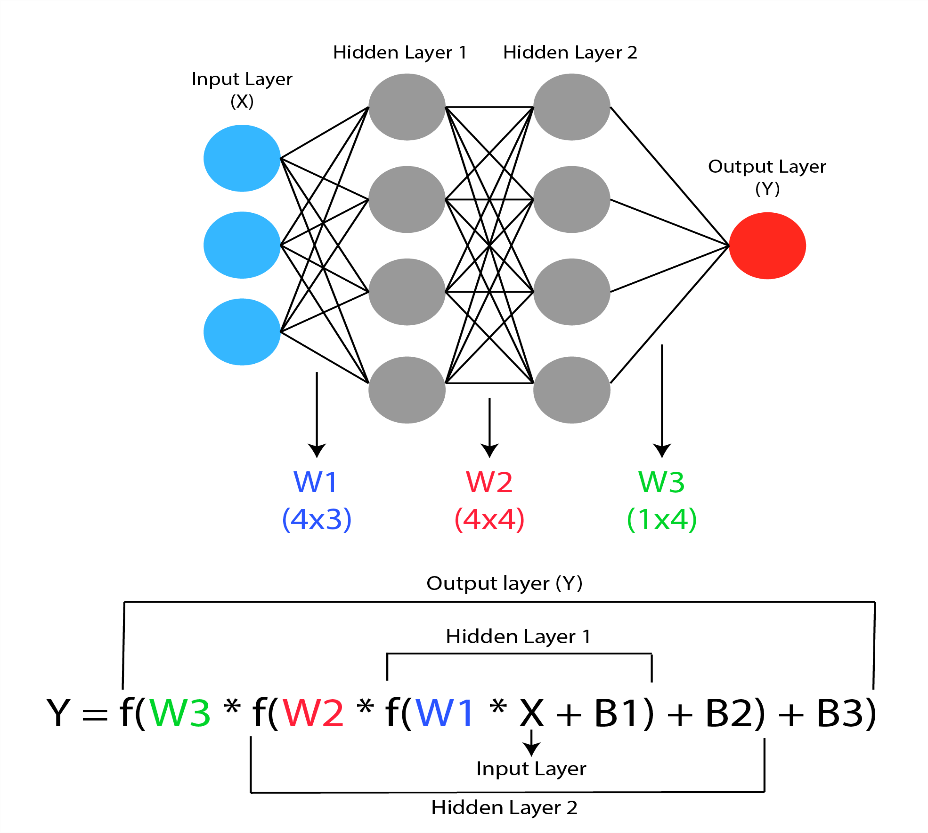 Hidden Layer 1
Hidden Layer 2
Input Layer
(X)
Output Layer
(Y)
W1
(4x3)
W2
(4x4)
W3
(1x4)
Output layer (Y)
Hidden Layer 1
Y = f(W3 * f(W2 * f(W1 * X + B1) + B2) + B3)
Input Layer
Hidden Layer 2